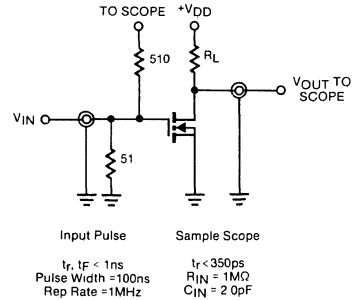 TO SCOPE
+VDD
510
RL
VOUT TO
SCOPE
VIN
51
Input Pulse
tr, tF < 1ns
Pulse Width =100ns
Rep Rate =1MHz
Sample Scope
tr<350ps
RIN = 1MΩ
CIN = 2 0pF